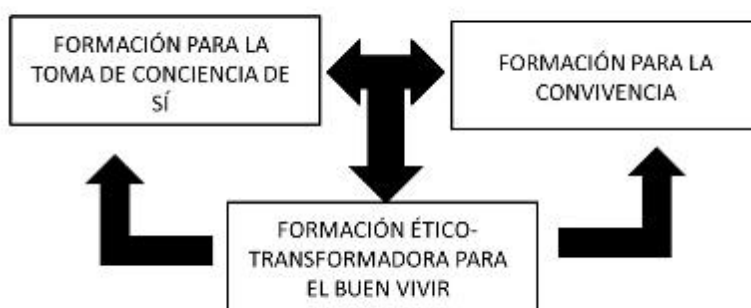 FORMACIÓN PARA LA
TOMA DE CONCIENCIA DE
SÍ
FORMACIÓN PARA LA
CONVIVENCIA
FORMACIÓN ÉTICO-
TRANSFORMADORA PARA
EL BUEN VIVIR